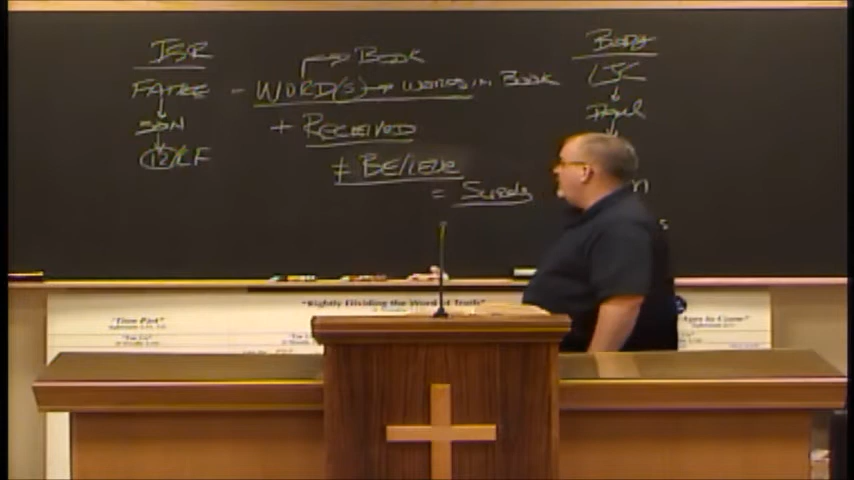 ISR
FATHER - WORD(S) → WORDS IN BOOK
→ BOOK
SON
12/LF
+ RECEIVED
≠ BELIEVE
= Surely
BODY
LJC
Paul
n
s
"Rightly Dividing the Word of Truth"
"Time Past"
"Ages to Come"